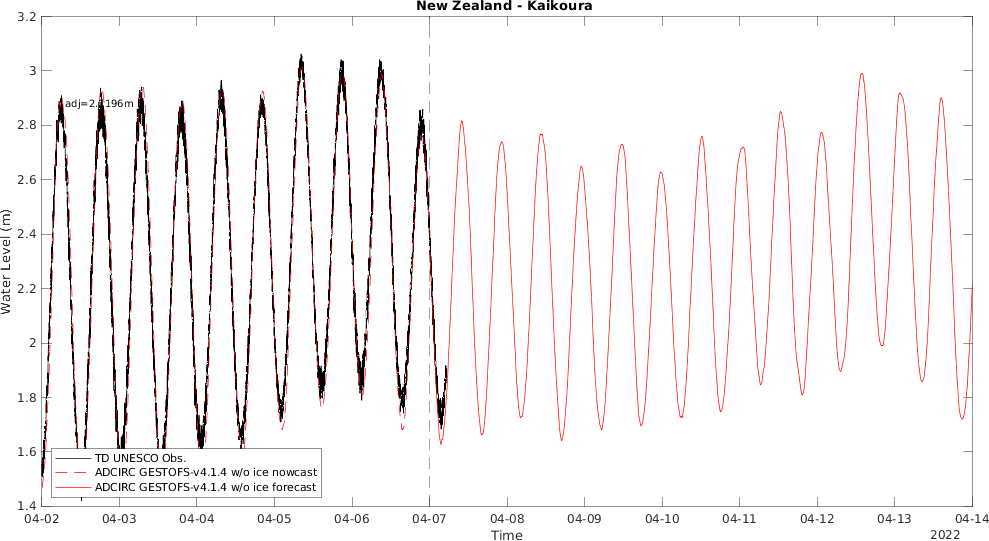 New Zealand - Kaikoura
3.2
3
2.8
2.6
2.4
2.2
2
1.8
1.6
1.4
Water Level (m)
TD UNESCO Obs.
ADCIRC GESTOFS-v4.1.4 w/o ice nowcast
ADCIRC GESTOFS-v4.1.4 w/o ice forecast
04-02 04-03 04-04 04-05 04-06 04-07 04-08 04-09 04-10 04-11 04-12 04-13 04-14
Time
2022